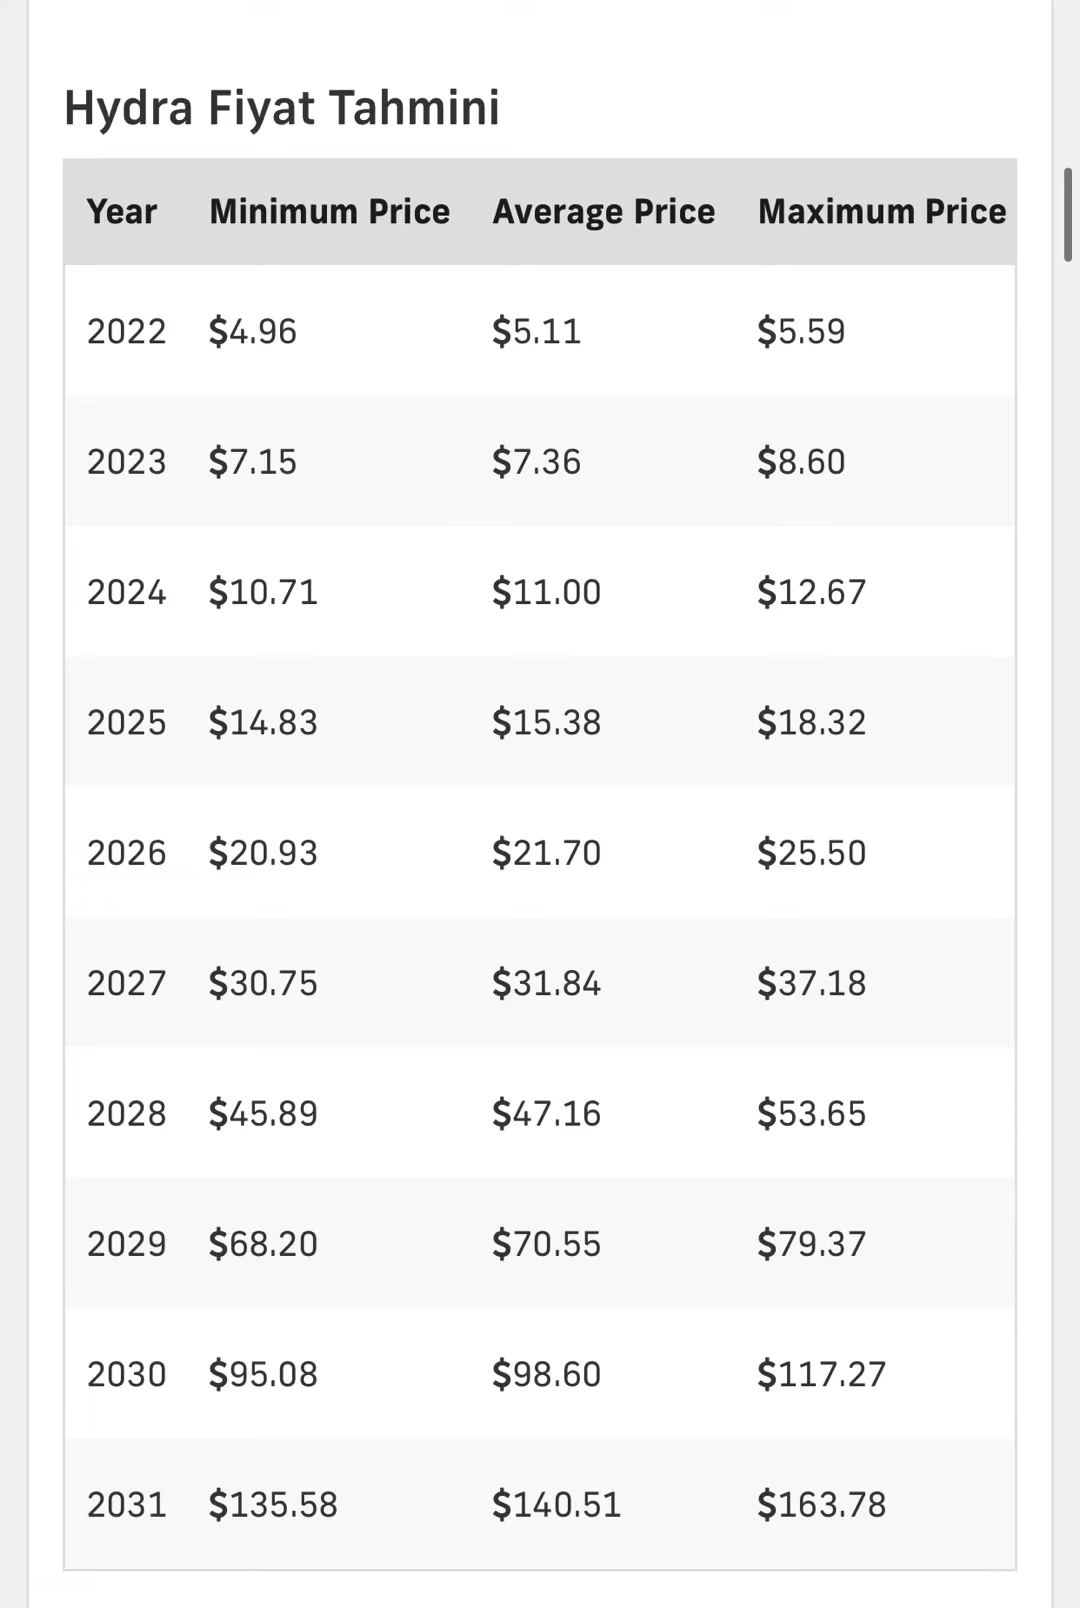 Hydra Fiyat Tahmini
Year Minimum Price Average Price Maximum Price
2022 $4.96 $5.11 $5.59
2023 $7.15 $7.36 $8.60
2024 $10.71 $11.00 $12.67
2025 $14.83 $15.38 $18.32
2026 $20.93 $21.70 $25.50
2027 $30.75 $31.84 $37.18
2028 $45.89 $47.16 $53.65
2029 $68.20 $70.55 $79.37
2030 $95.08 $98.60 $117.27
2031 $135.58 $140.51 $163.78